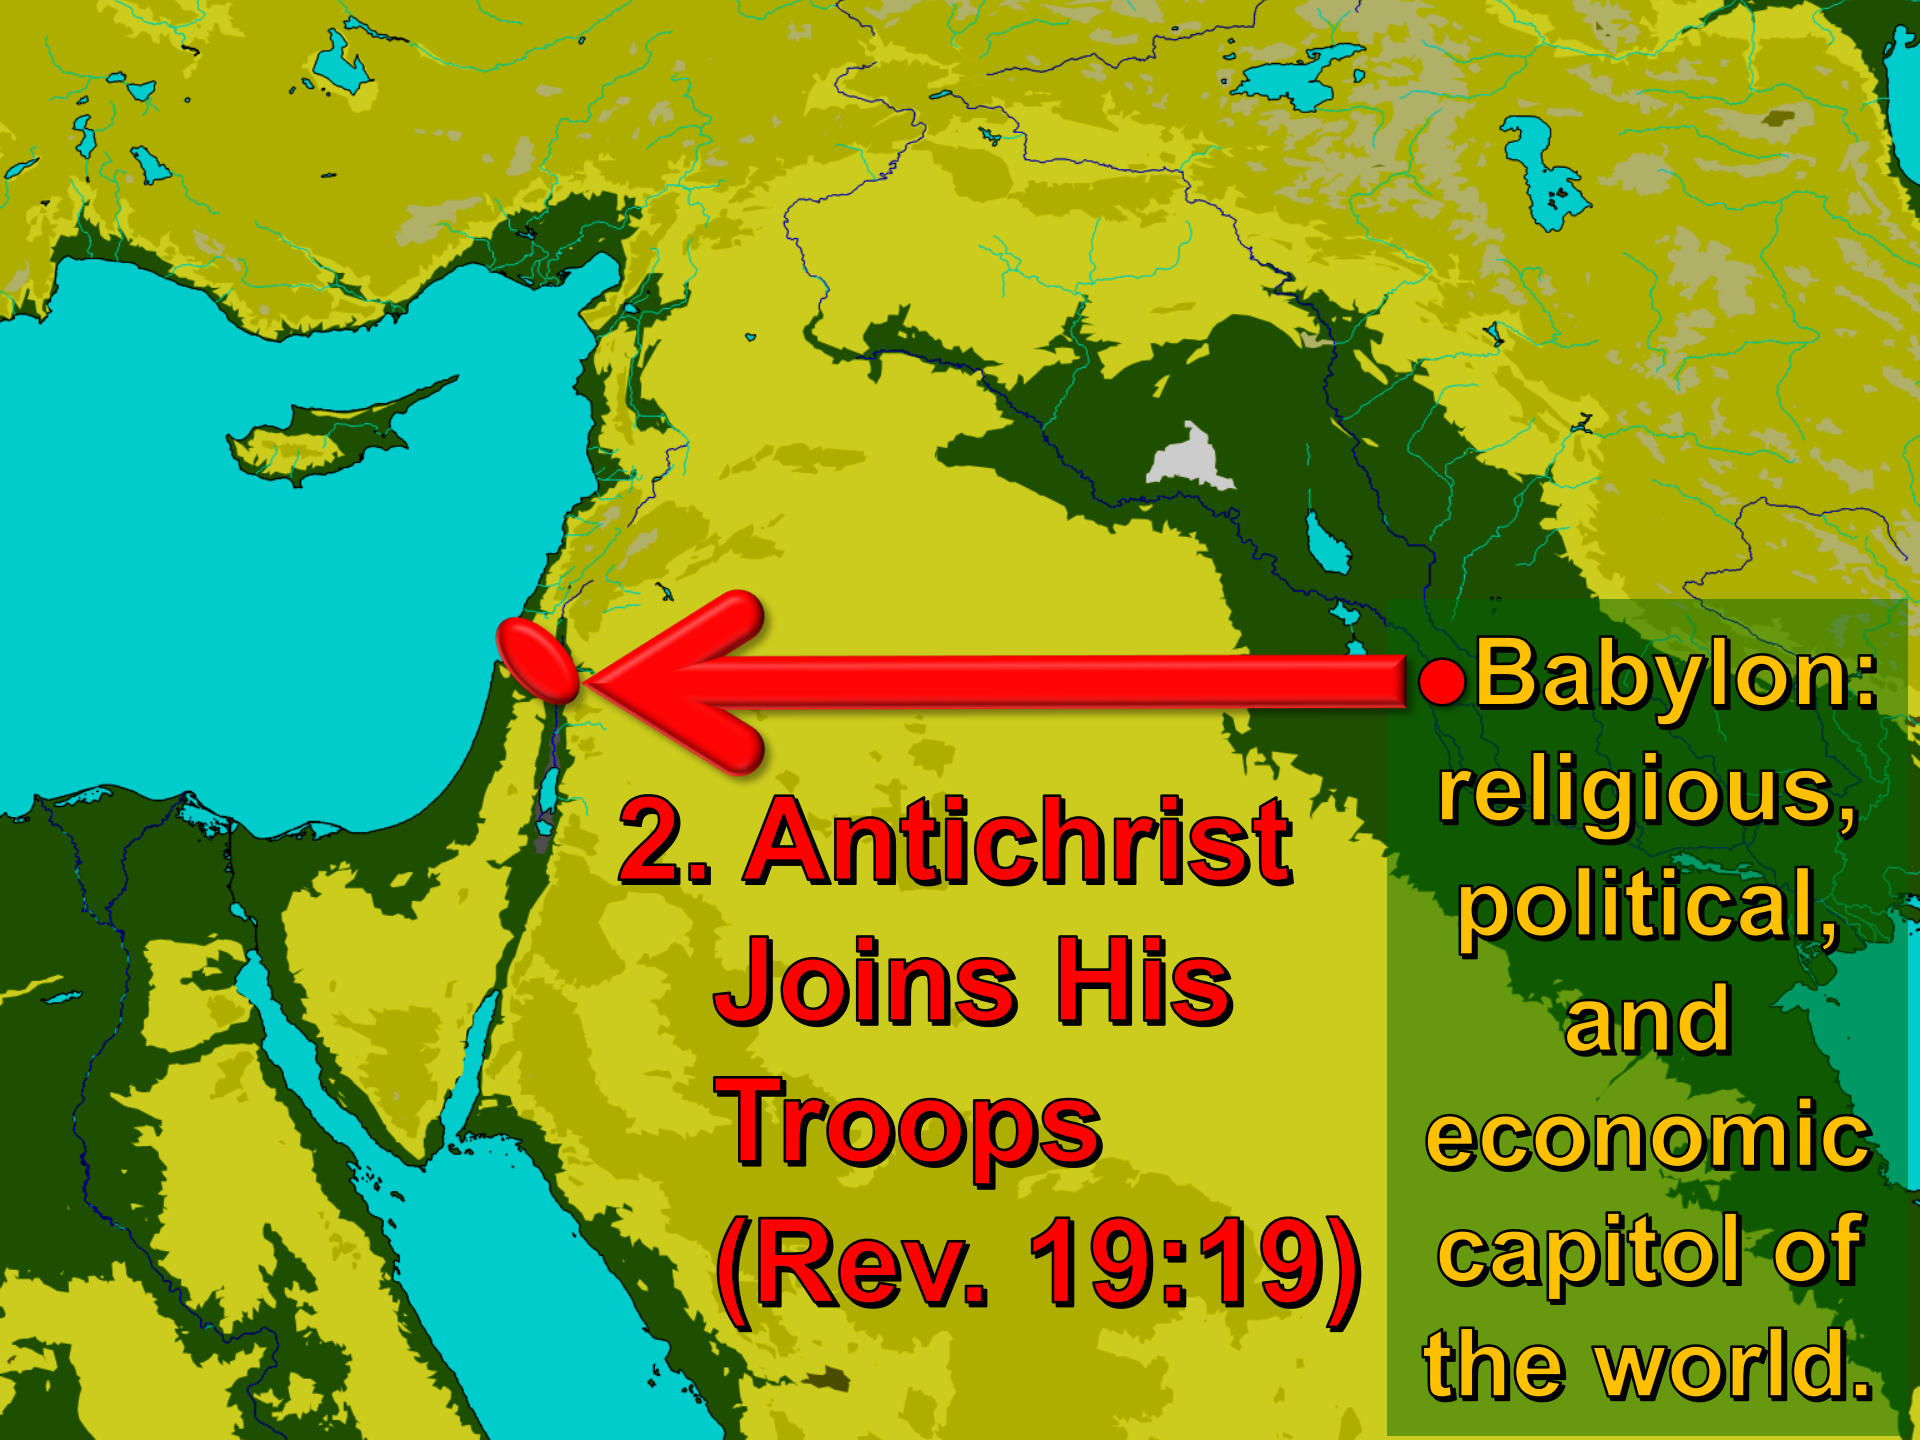 Babylon:
religious,
political,
and
economic
capitol of
the world.
2. Antichrist
Joins His
Troops
(Rev. 19:19)